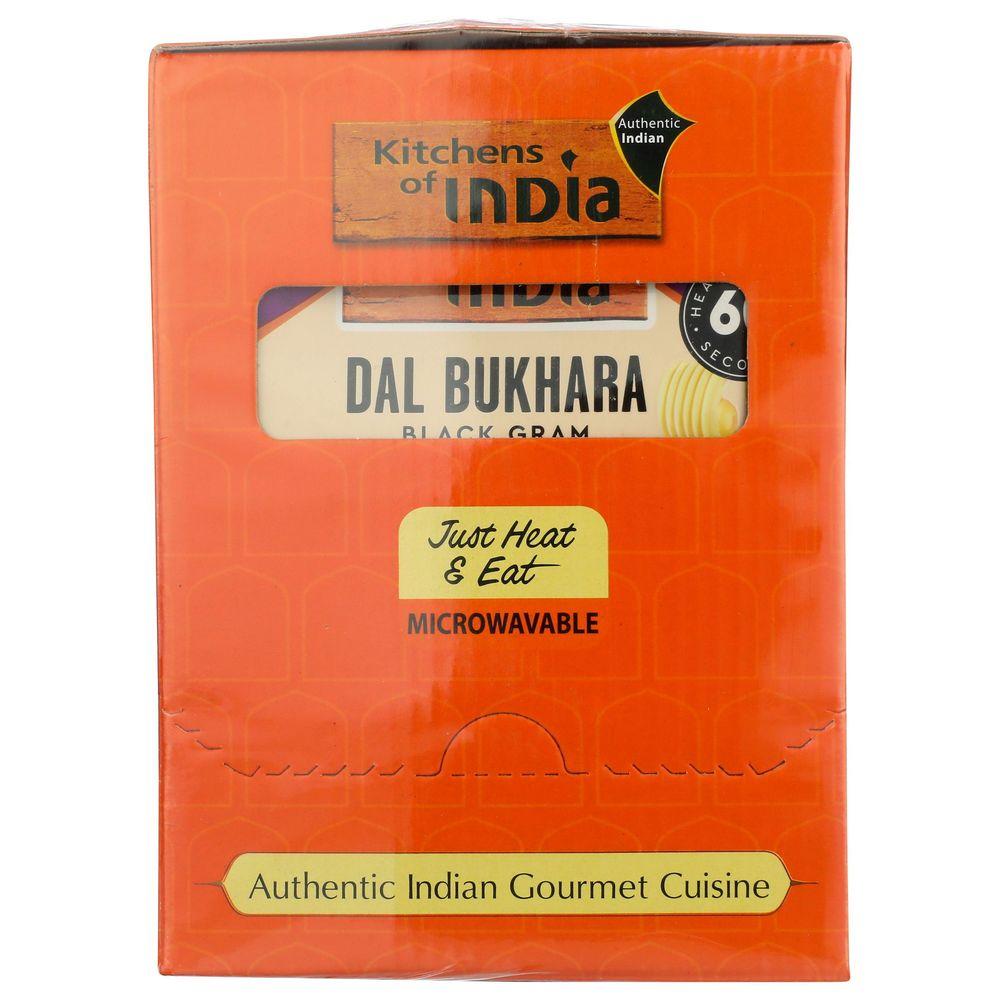 Authentic
Indian
Kitchens
of INDIA
INDIA
DAL BUKHARA
BLACK GRAM
Just Heat
& Eat
MICROWAVABLE
Authentic Indian Gourmet Cuisine